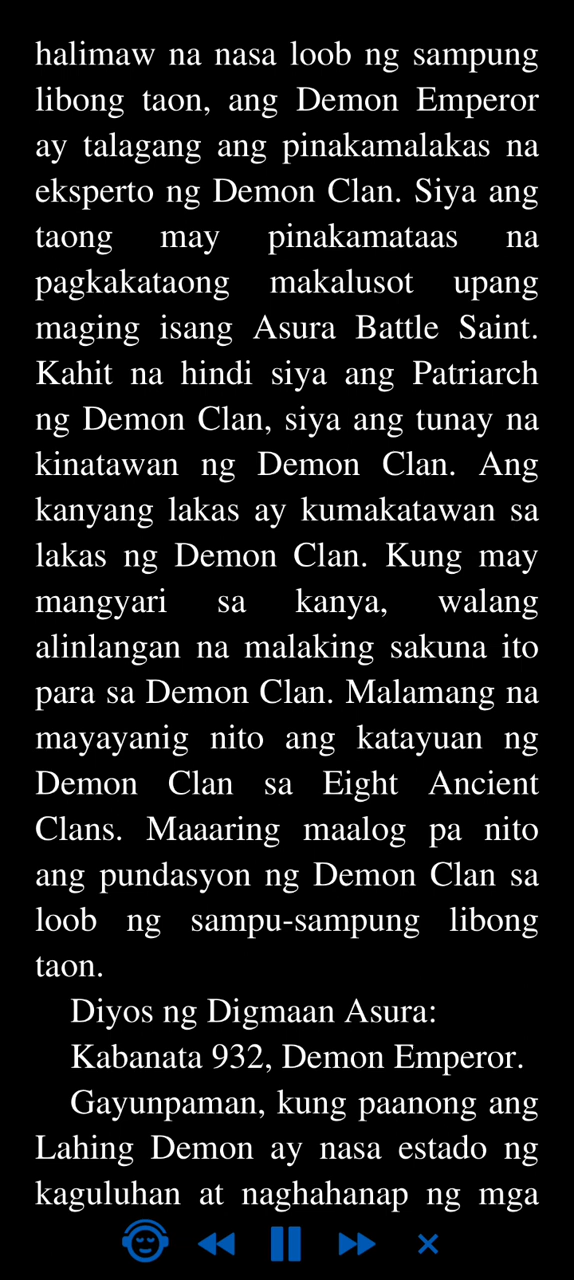 halimaw na nasa loob ng sampung
libong taon, ang Demon Emperor
ay talagang ang pinakamalakas na
eksperto ng Demon Clan. Siya ang
taong may pinakamataas na
pagkakataong makalusot upang
maging isang Asura Battle Saint.
Kahit na hindi siya ang Patriarch
ng Demon Clan, siya ang tunay na
kinatawan ng Demon Clan. Ang
kanyang lakas ay kumakatawan sa
lakas ng Demon Clan. Kung may
mangyari sa kanya, walang
alinlangan na malaking sakuna ito
para sa Demon Clan. Malamang na
mayayanig nito ang katayuan ng
Demon Clan sa Eight Ancient
Clans. Maaaring maalog pa nito
ang pundasyon ng Demon Clan sa
loob ng sampu-sampung libong
taon.
Diyos ng Digmaan Asura:
Kabanata 932, Demon Emperor.
Gayunpaman, kung paanong ang
Lahing Demon ay nasa estado ng
kaguluhan at naghahanap ng mga